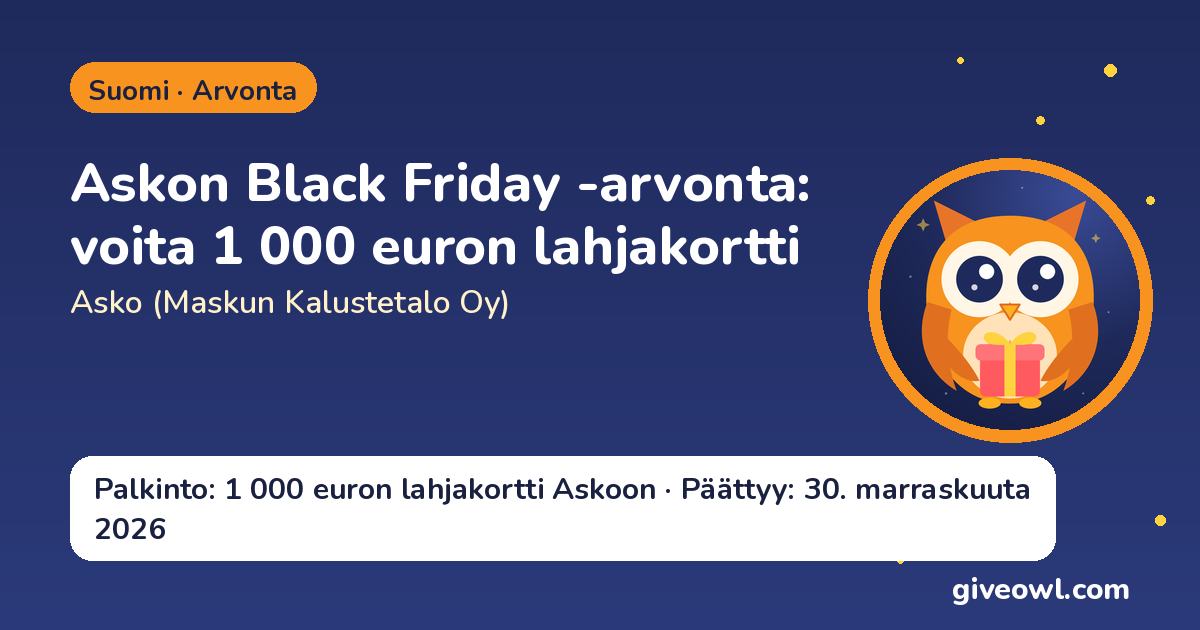 Suomi · Arvonta
Askon Black Friday -arvonta:
voita 1 000 euron lahjakortti
Asko (Maskun Kalustetalo Oy)
Palkinto: 1 000 euron lahjakortti Askoon · Päättyy: 30. marraskuuta
2026
giveowl.com